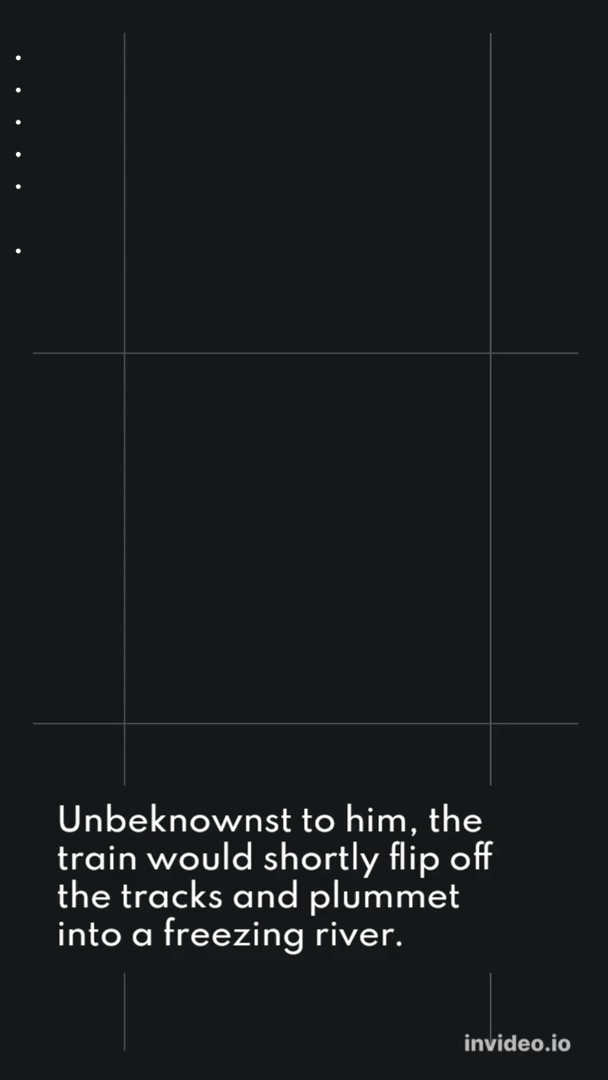 Unbeknownst to him, the
train would shortly flip off
the tracks and plummet
into a freezing river.
invideo.io